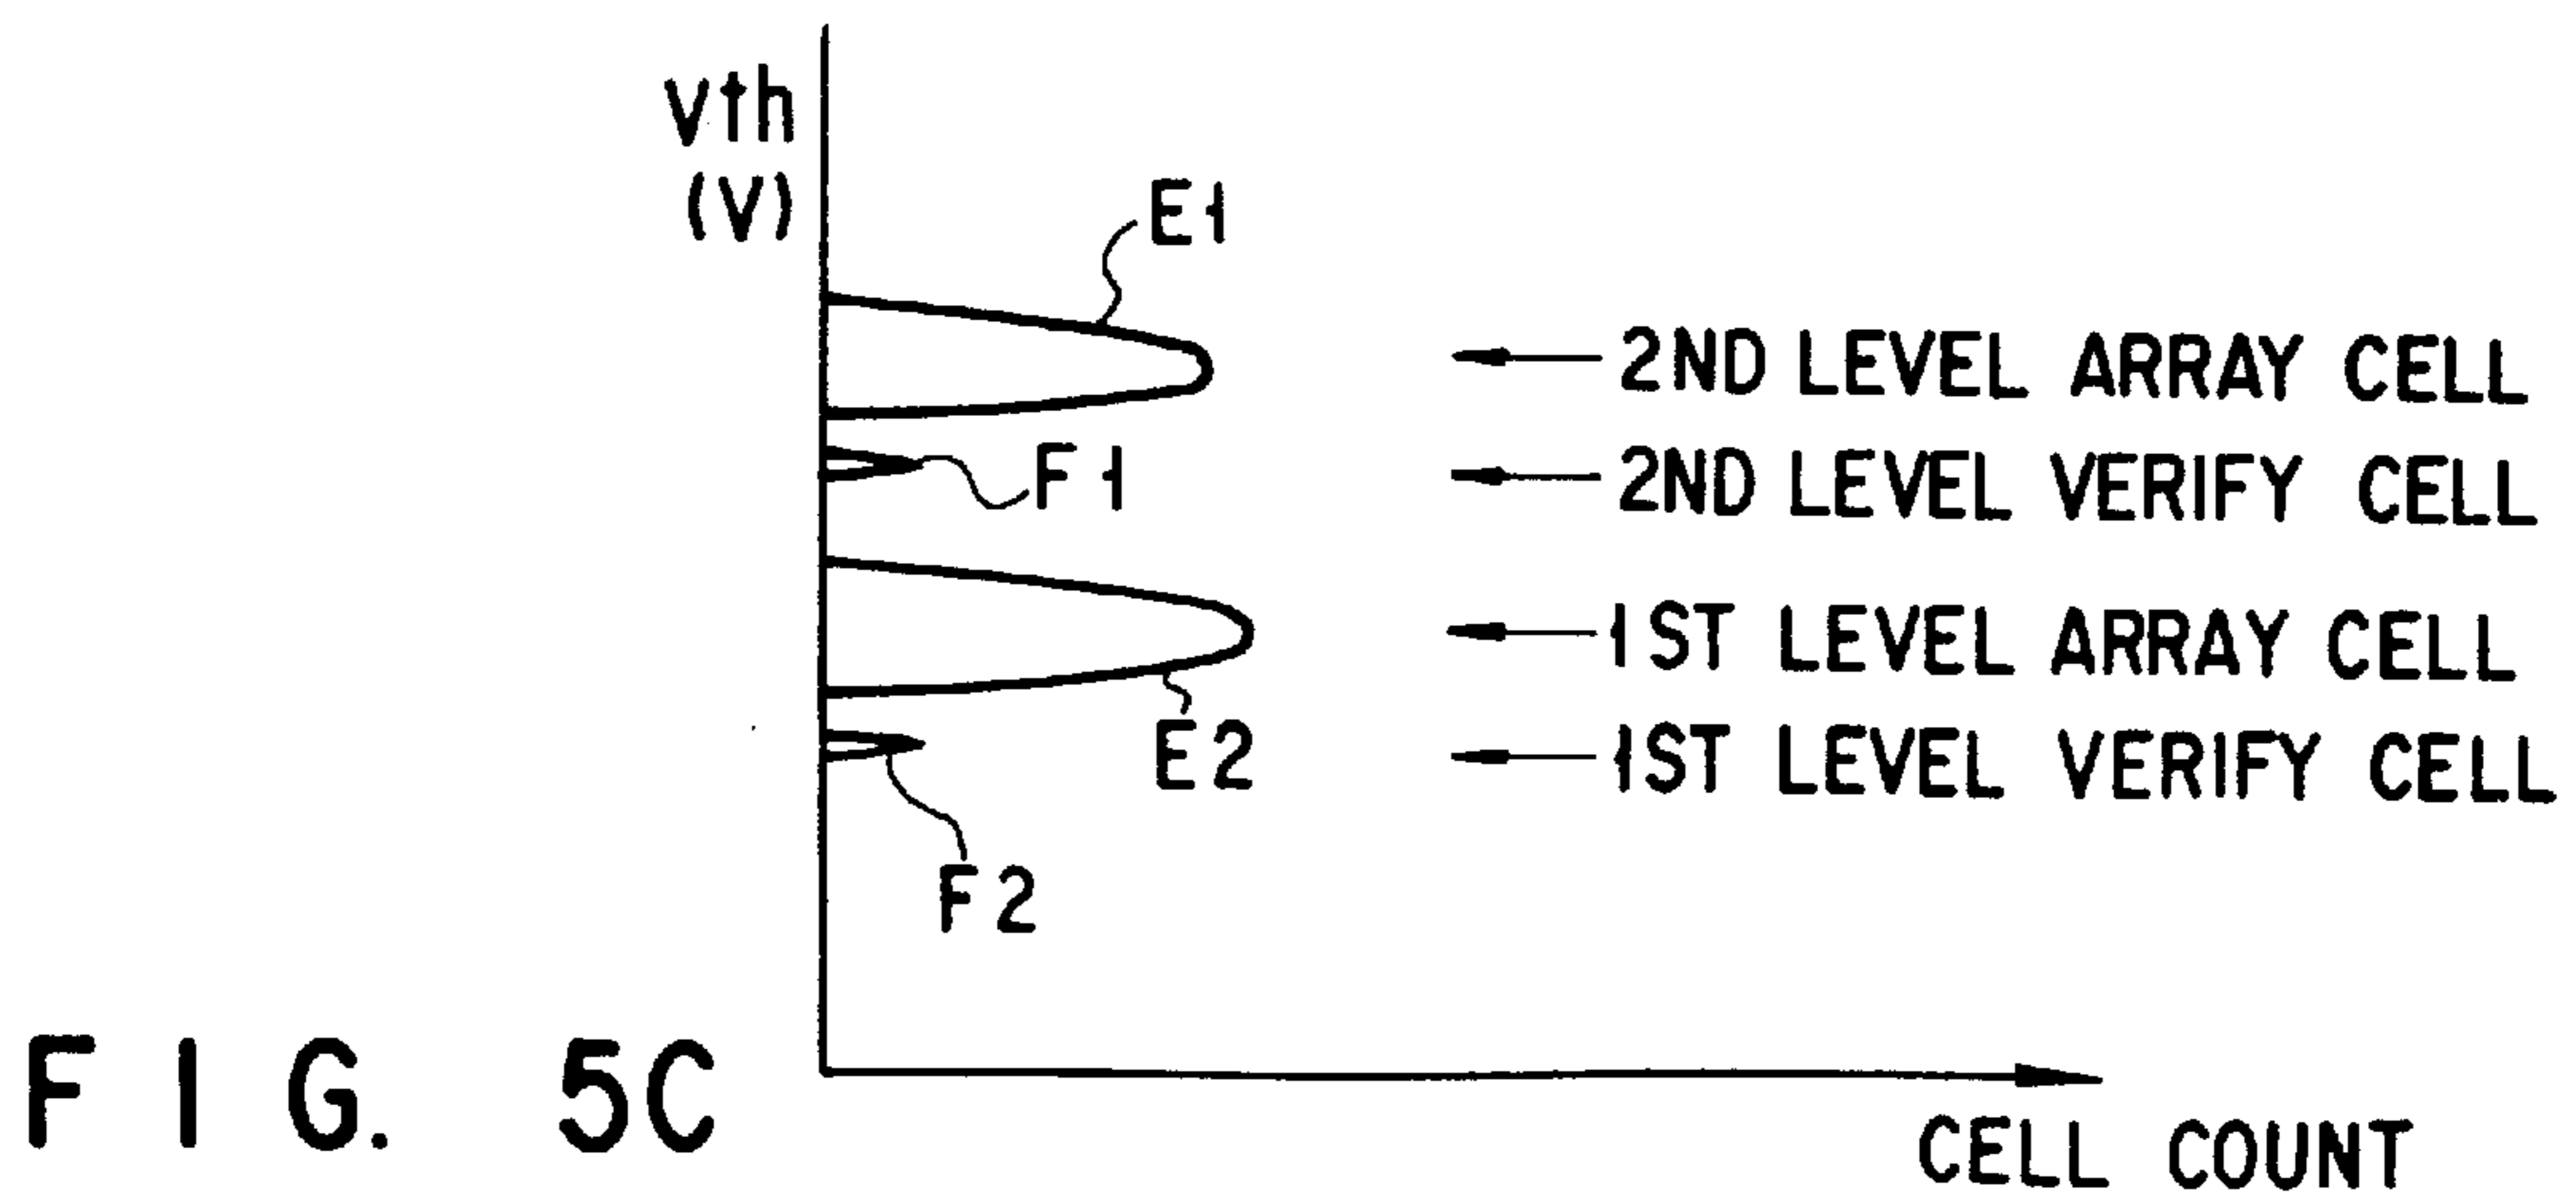 Vth
(V)
E1
2ND LEVEL ARRAY CELL
F1
2ND LEVEL VERIFY CELL
1ST LEVEL ARRAY CELL
E2
1ST LEVEL VERIFY CELL
F2
FIG. 5C
CELL COUNT